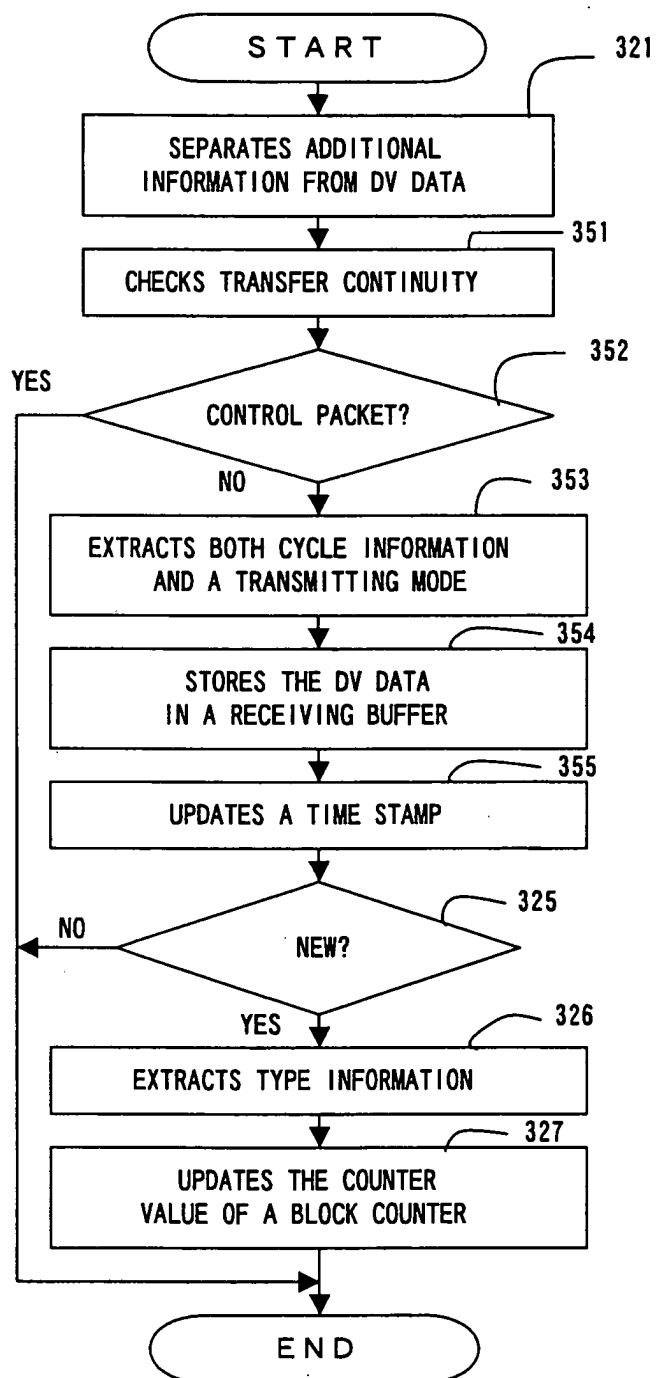 START
321
SEPARATES ADDITIONAL
INFORMATION FROM DV DATA
351
CHECKS TRANSFER CONTINUITY
352
YES
CONTROL PACKET?
NO
353
EXTRACTS BOTH CYCLE INFORMATION
AND A TRANSMITTING MODE
354
STORES THE DV DATA
IN A RECEIVING BUFFER
355
UPDATES A TIME STAMP
325
NO
NEW?
YES
326
EXTRACTS TYPE INFORMATION
327
UPDATES THE COUNTER
VALUE OF A BLOCK COUNTER
END